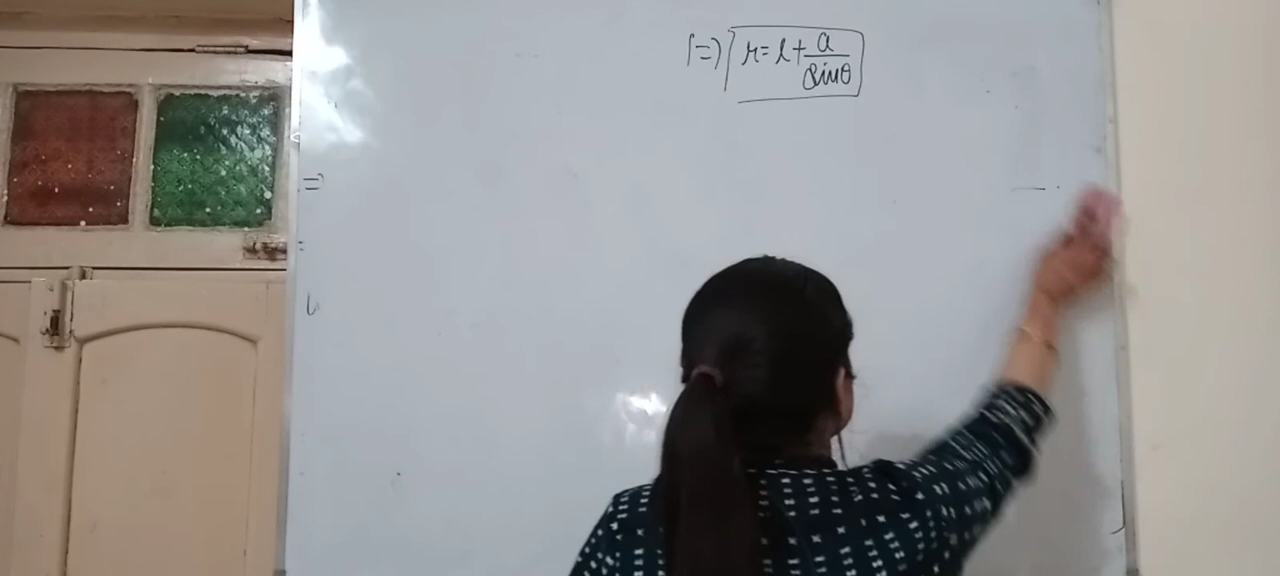 |=) r = l + a/sinθ
=)